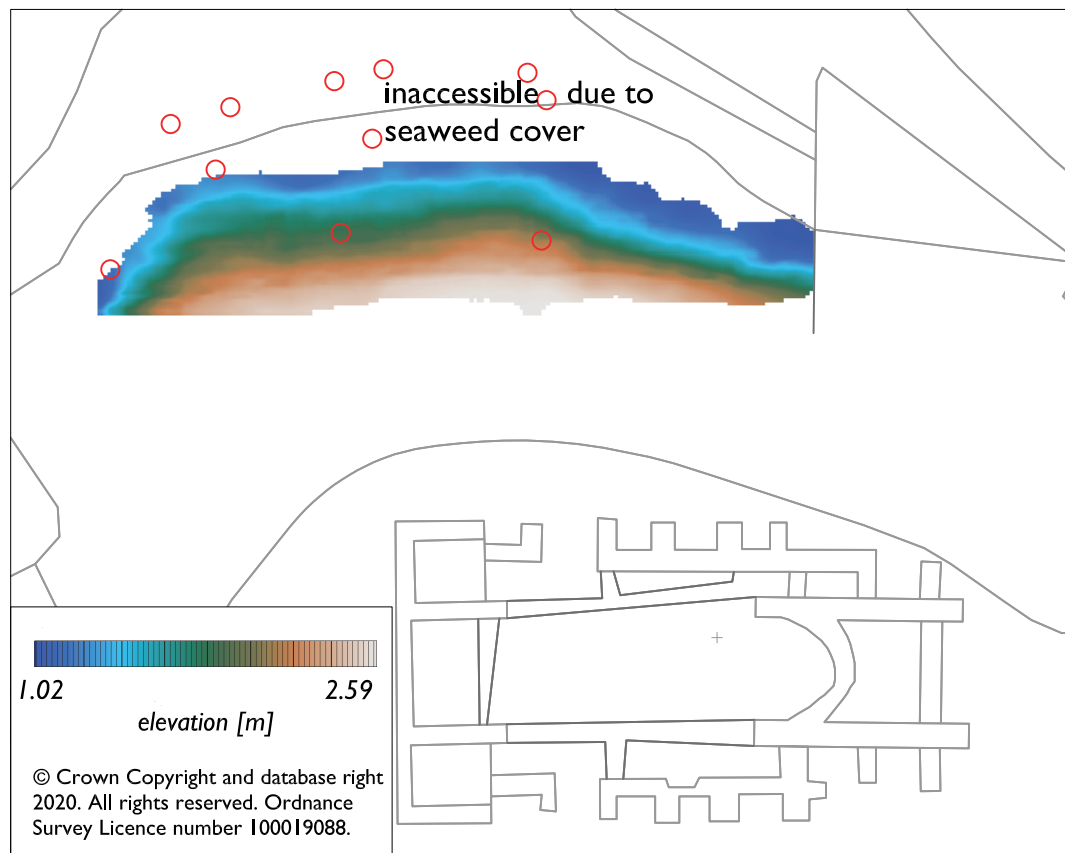 inaccessible due to
seaweed cover
1.02 2.59
elevation [m]
© Crown Copyright and database right
2020. All rights reserved. Ordnance
Survey Licence number 100019088.